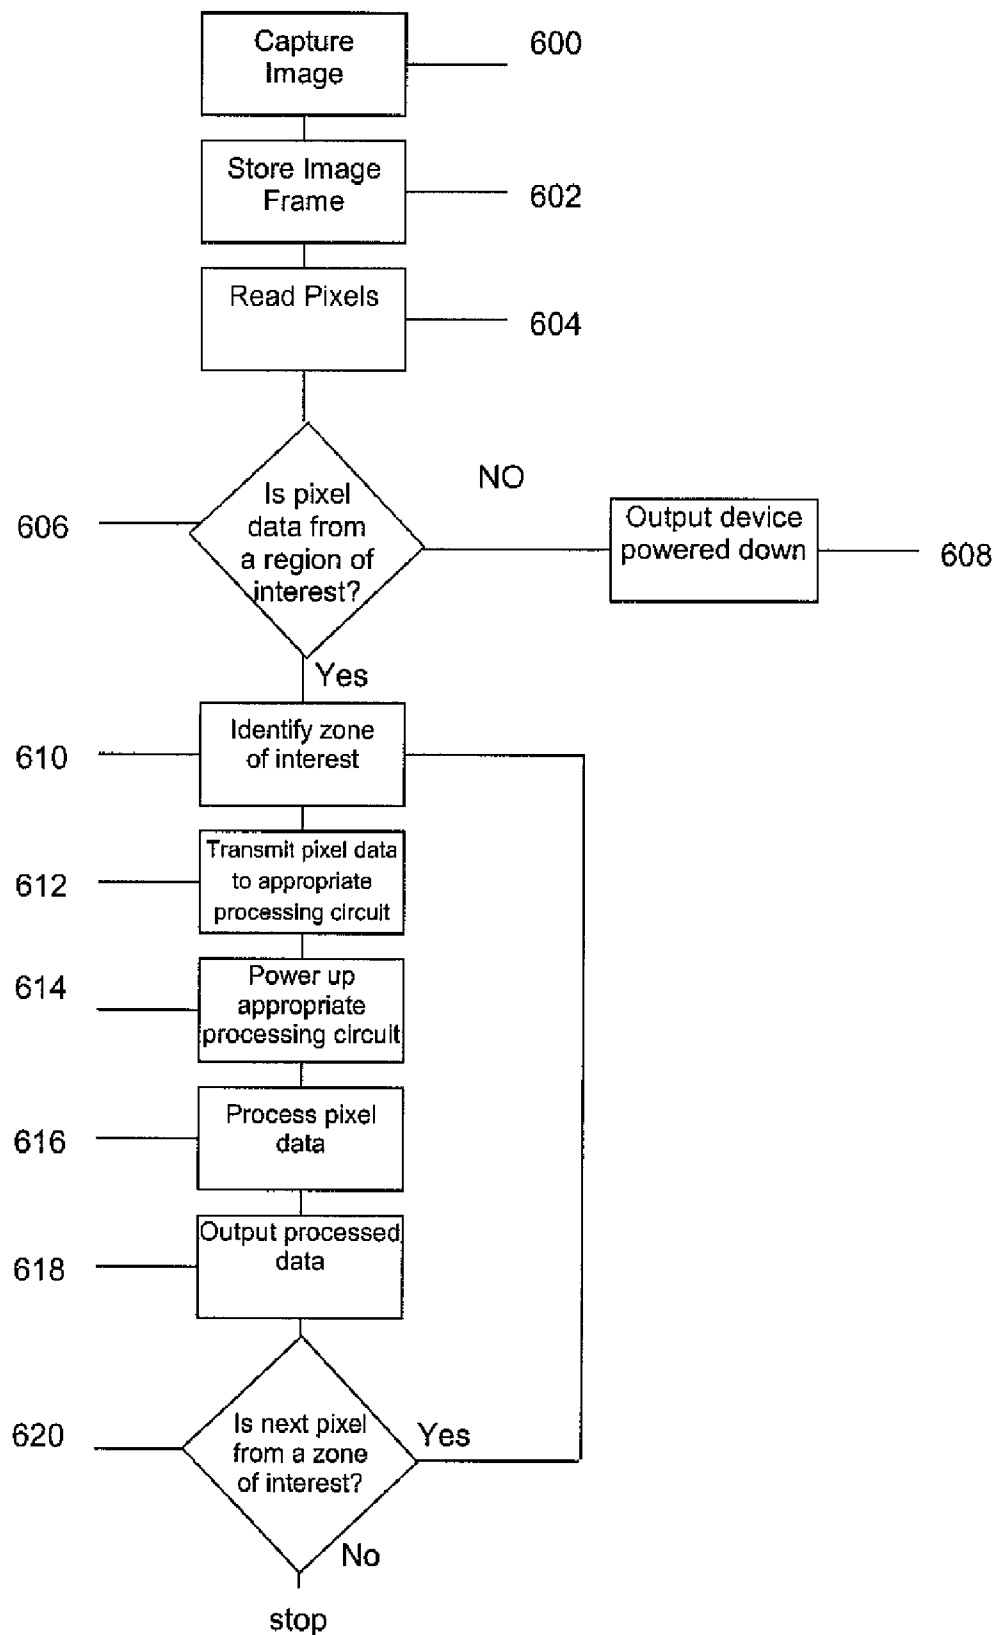 Capture
Image
600
Store Image
Frame
602
Read Pixels
604
Is pixel
data from
a region of
interest?
606
NO
Output device
powered down
608
Yes
Identify zone
of interest
610
Transmit pixel data
to appropriate
processing circuit
612
Power up
appropriate
processing circuit
614
Process pixel
data
616
Output processed
data
618
Is next pixel
from a zone
of interest?
620
Yes
No
stop